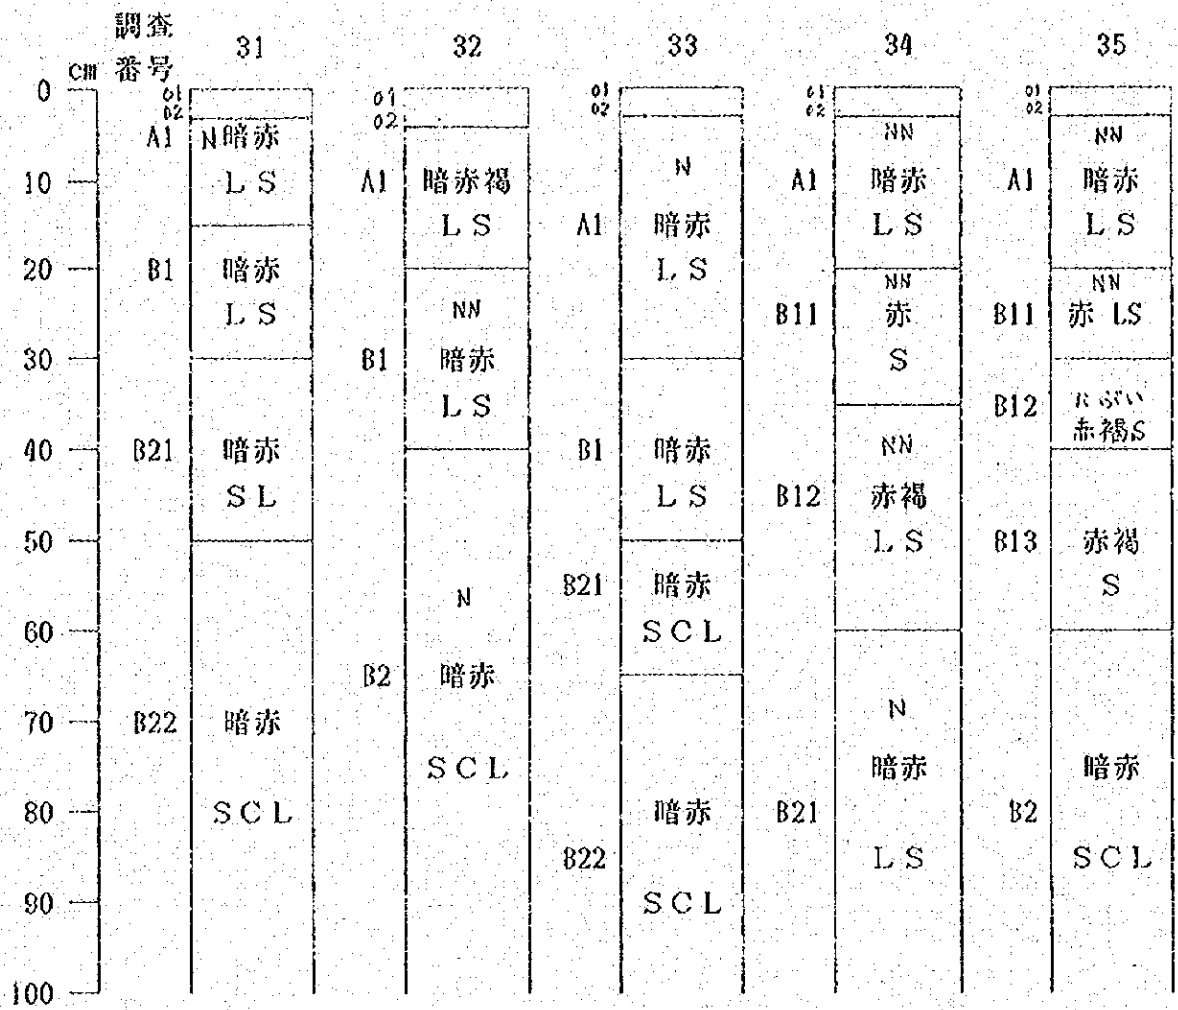 調査
番号
31
32
33
34
35
cm
0
10
20
30
40
50
60
70
80
90
100
01
02
A1
N暗赤
LS
B1
暗赤
LS
B21
暗赤
SL
B22
暗赤
SCL
01
02
A1
暗赤褐
LS
B1
NN
暗赤
LS
B2
N
暗赤
SCL
01
02
A1
N
暗赤
LS
B1
暗赤
LS
B21
暗赤
SCL
B22
暗赤
SCL
01
02
A1
NN
暗赤
LS
B11
NN
赤
S
B12
NN
赤褐
LS
B21
N
暗赤
LS
01
02
A1
NN
暗赤
LS
B11
NN
赤 LS
B12
にぶい
赤褐S
B13
赤褐
S
B2
暗赤
SCL